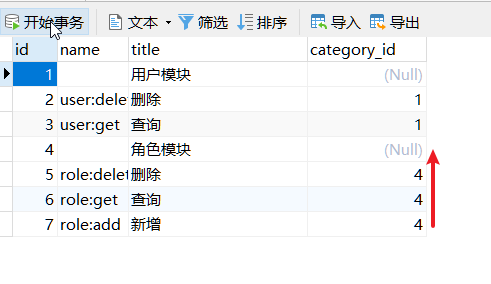 开始事务 文本 筛选 排序 导入 导出
id name title category_id
1 用户模块 (Null)
2 user:delet 删除 1
3 user:get 查询 1
4 角色模块 (Null)
5 role:delet 删除 4
6 role:get 查询 4
7 role:add 新增 4